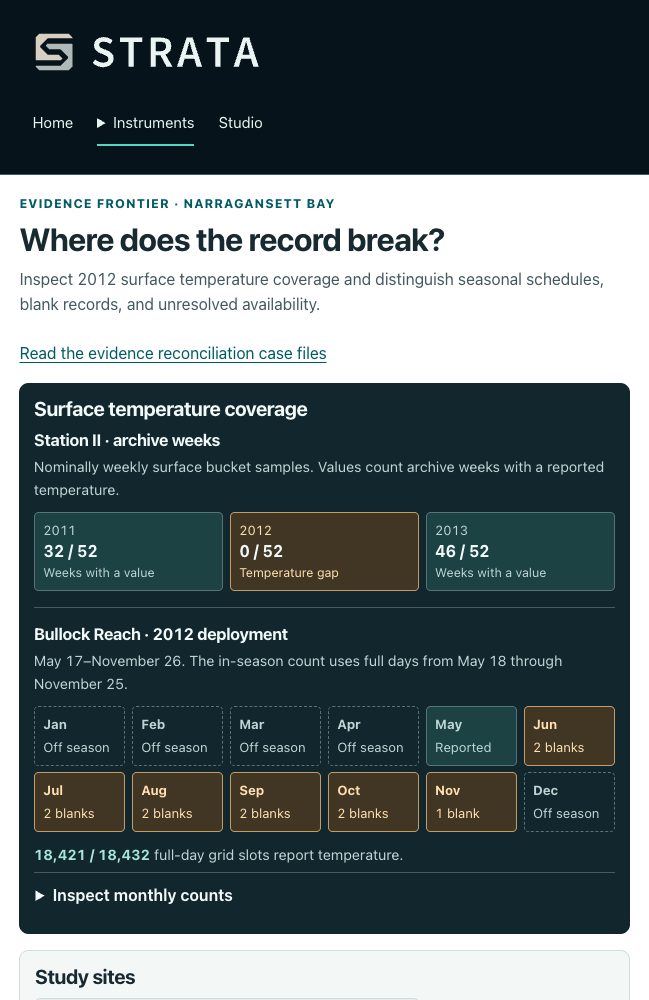 STRATA
Home ▶ Instruments Studio
EVIDENCE FRONTIER · NARRAGANSETT BAY
Where does the record break?
Inspect 2012 surface temperature coverage and distinguish seasonal schedules,
blank records, and unresolved availability.
Read the evidence reconciliation case files
Surface temperature coverage
Station II · archive weeks
Nominally weekly surface bucket samples. Values count archive weeks with a reported
temperature.
2011
32 / 52
Weeks with a value
2012
0 / 52
Temperature gap
2013
46 / 52
Weeks with a value
Bullock Reach · 2012 deployment
May 17–November 26. The in-season count uses full days from May 18 through
November 25.
Jan
Off season
Feb
Off season
Mar
Off season
Apr
Off season
May
Reported
Jun
2 blanks
Jul
2 blanks
Aug
2 blanks
Sep
2 blanks
Oct
2 blanks
Nov
1 blank
Dec
Off season
18,421 / 18,432 full-day grid slots report temperature.
▶ Inspect monthly counts
Study sites